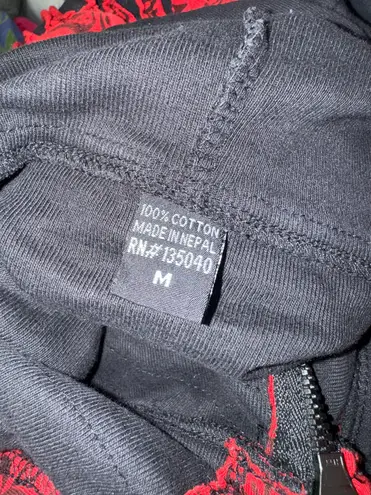 100% COTTON
MADE IN NEPAL
RN.# 135040
M